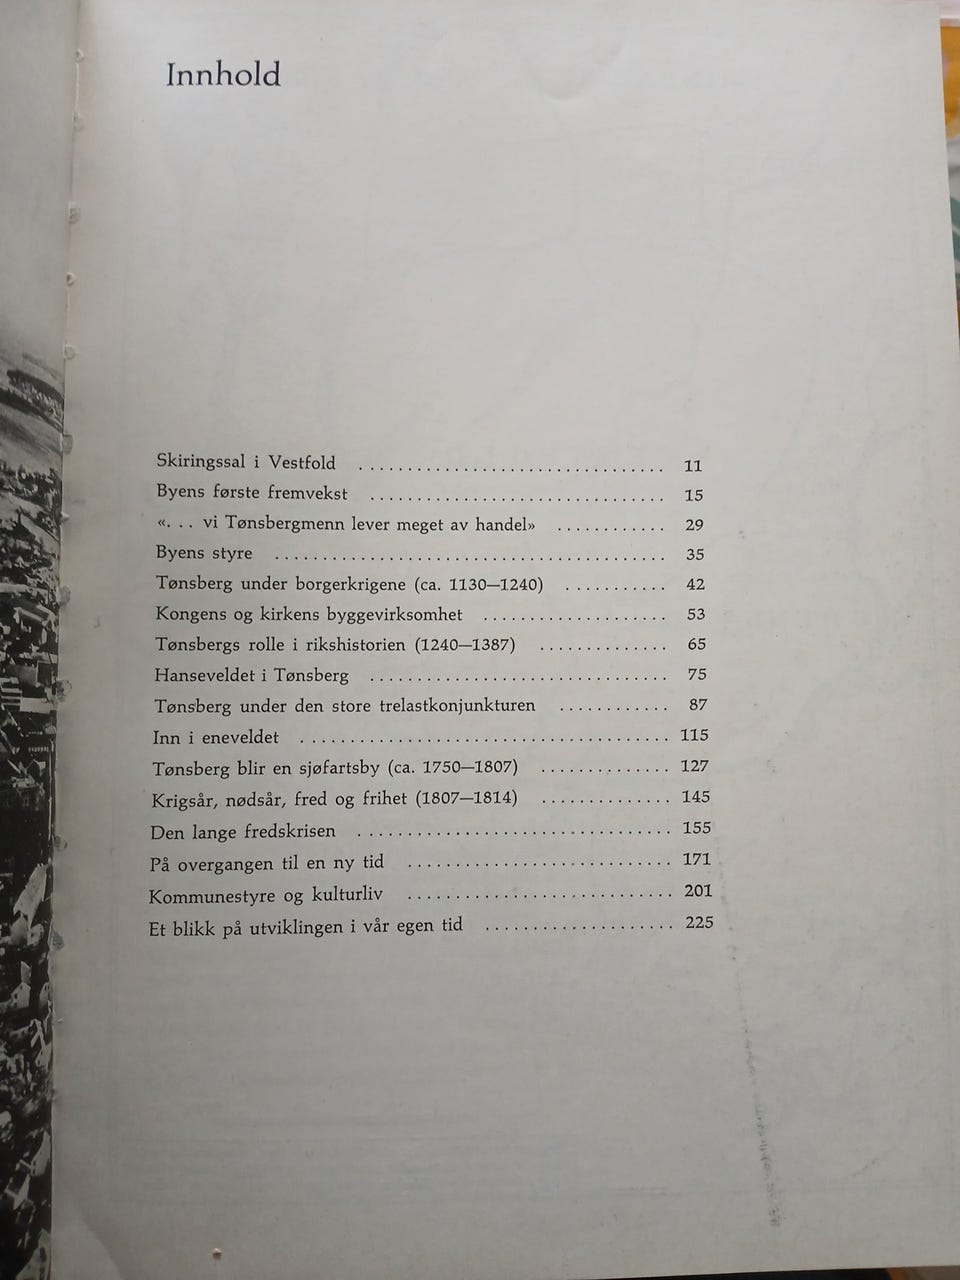 Innhold
Skiringssal i Vestfold ................................ 11
Byens første fremvekst ............................... 15
«. . . vi Tønsbergmenn lever meget av handel» ............ 29
Byens styre ......................................... 35
Tønsberg under borgerkrigene (ca. 1130—1240) ........... 42
Kongens og kirkens byggevirksomhet .................... 53
Tønsbergs rolle i rikshistorien (1240—1387) .............. 65
Hanseveldet i Tønsberg ................................ 75
Tønsberg under den store trelastkonjunkturen ............ 87
Inn i eneveldet ....................................... 115
Tønsberg blir en sjøfartsby (ca. 1750—1807) .............. 127
Krigsår, nødsår, fred og frihet (1807—1814) .............. 145
Den lange fredskrisen ................................. 155
På overgangen til en ny tid ............................ 171
Kommunestyre og kulturliv ............................ 201
Et blikk på utviklingen i vår egen tid .................... 225